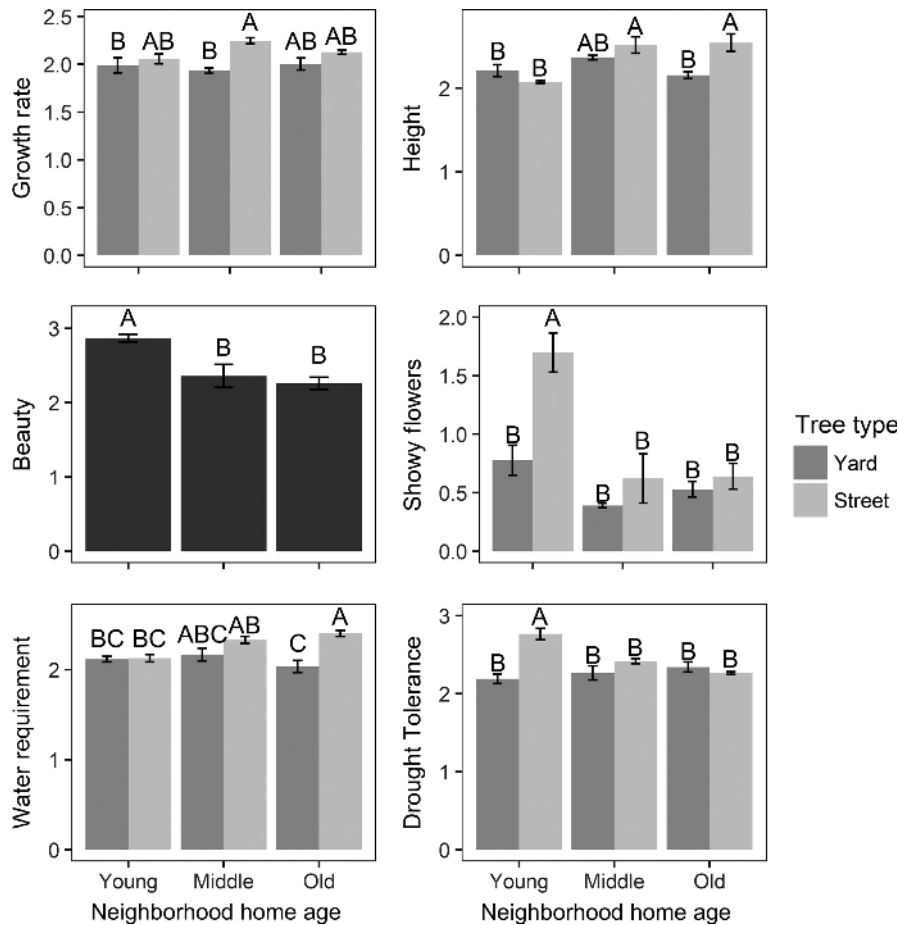 Growth rate
2.5
2.0
1.5
1.0
0.5
0.0
B AB B A AB AB
Height
2
1
0
B B AB A B A
Beauty
3
2
1
0
A B B
Showy flowers
2.0
1.5
1.0
0.5
0.0
B A B B B B
Tree type
Yard
Street
Water requirement
2
1
0
BC BC ABC AB C A
Young Middle Old
Neighborhood home age
Drought Tolerance
3
2
1
0
B A B B B B
Young Middle Old
Neighborhood home age